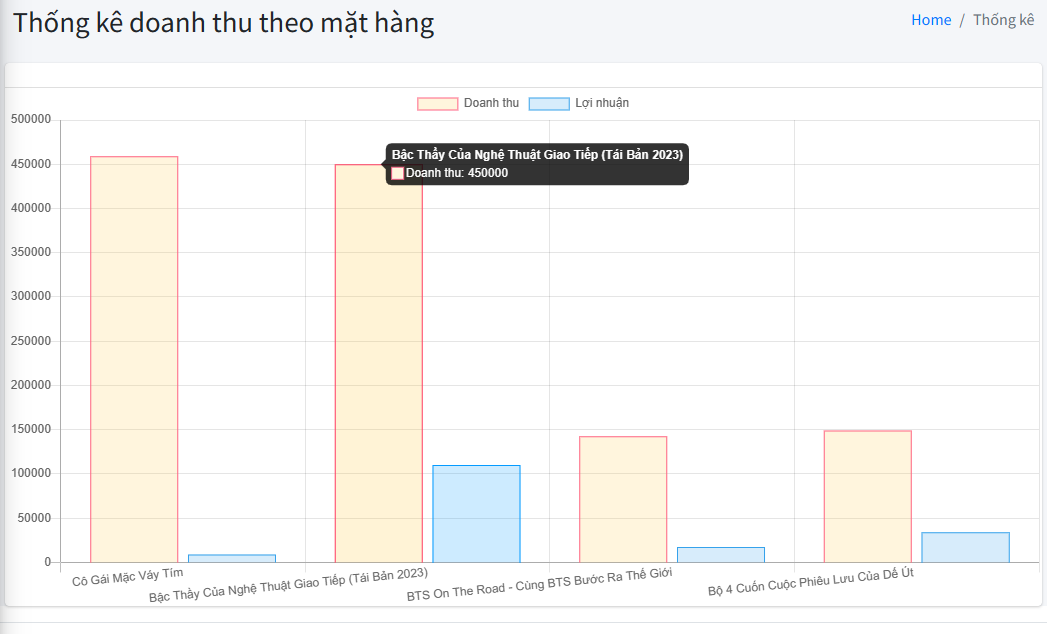 Thống kê doanh thu theo mặt hàng
Home / Thống kê
Doanh thu Lợi nhuận
500000
450000
400000
350000
300000
250000
200000
150000
100000
50000
0
Bậc Thầy Của Nghệ Thuật Giao Tiếp (Tái Bản 2023)
Doanh thu: 450000
Cô Gái Mặc Váy Tím
Bậc Thầy Của Nghệ Thuật Giao Tiếp (Tái Bản 2023)
BTS On The Road - Cùng BTS Bước Ra Thế Giới
Bộ 4 Cuốn Cuộc Phiêu Lưu Của Dế Út